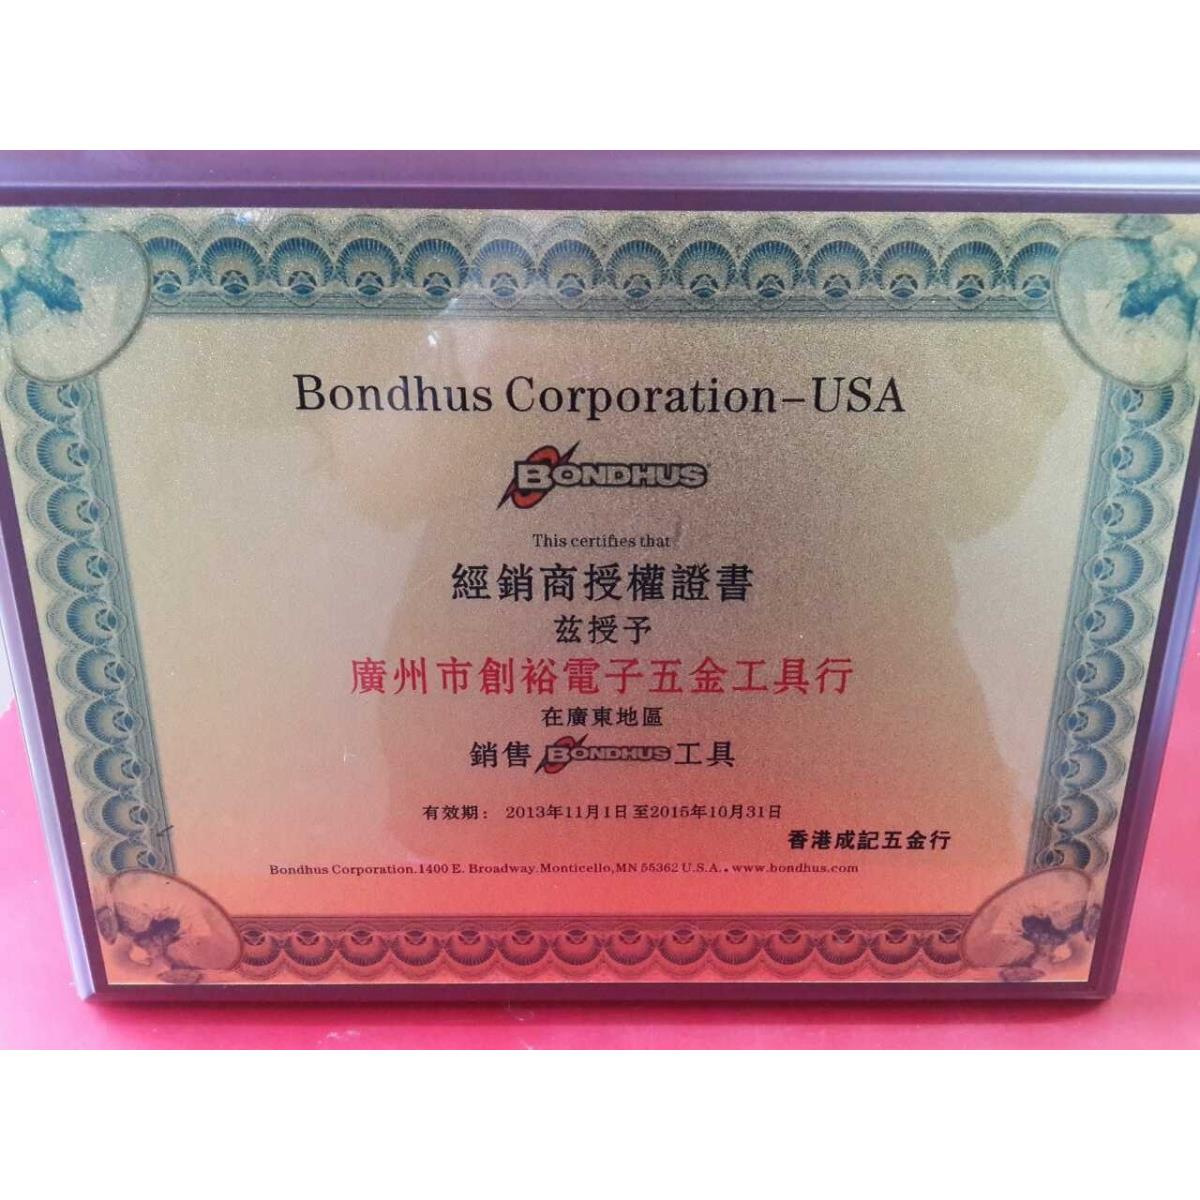 Bondhus Corporation-USA
BONDHUS
This certifies that
經銷商授權證書
兹授予
廣州市創裕電子五金工具行
在廣東地區
銷售BONDHUS工具
有效期： 2013年11月1日至2015年10月31日
香港成記五金行
Bondhus Corporation.1400 E. Broadway.Monticello,MN 55362 U.S.A.•www.bondhus.com